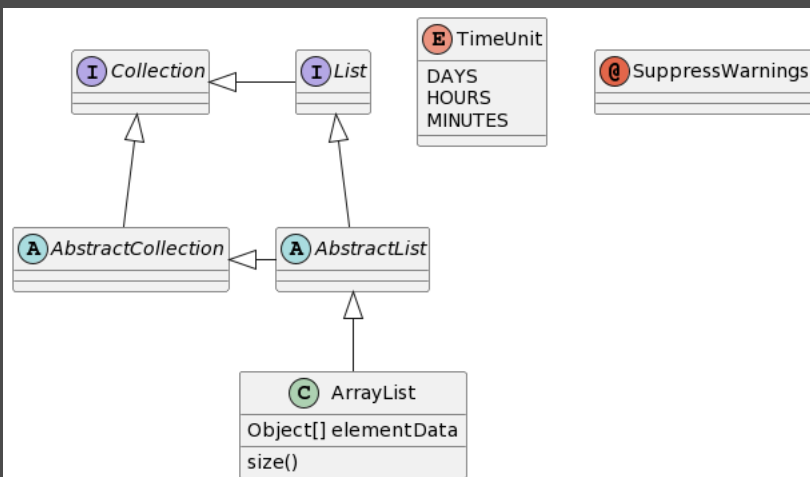 I Collection
I List
E TimeUnit
DAYS
HOURS
MINUTES
@ SuppressWarnings
A AbstractCollection
A AbstractList
C ArrayList
Object[] elementData
size()